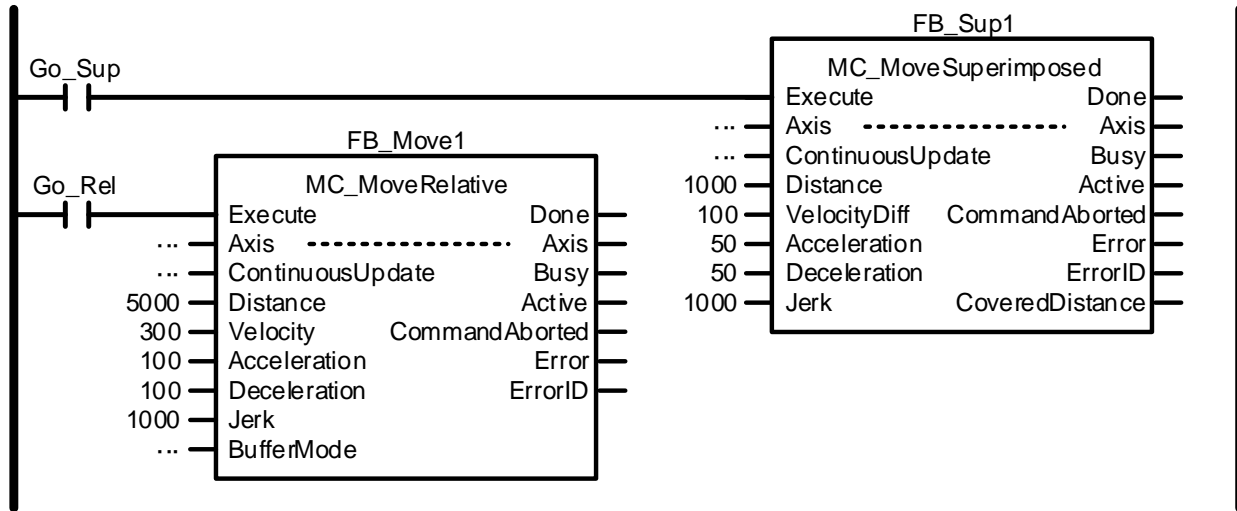 FB_Sup1
Go_Sup
MC_MoveSuperimposed
Execute Done
... Axis Axis
... ContinuousUpdate Busy
1000 Distance Active
100 VelocityDiff CommandAborted
50 Acceleration Error
50 Deceleration ErrorID
1000 Jerk CoveredDistance
FB_Move1
Go_Rel
MC_MoveRelative
Execute Done
... Axis Axis
... ContinuousUpdate Busy
5000 Distance Active
300 Velocity CommandAborted
100 Acceleration Error
100 Deceleration ErrorID
1000 Jerk
... BufferMode